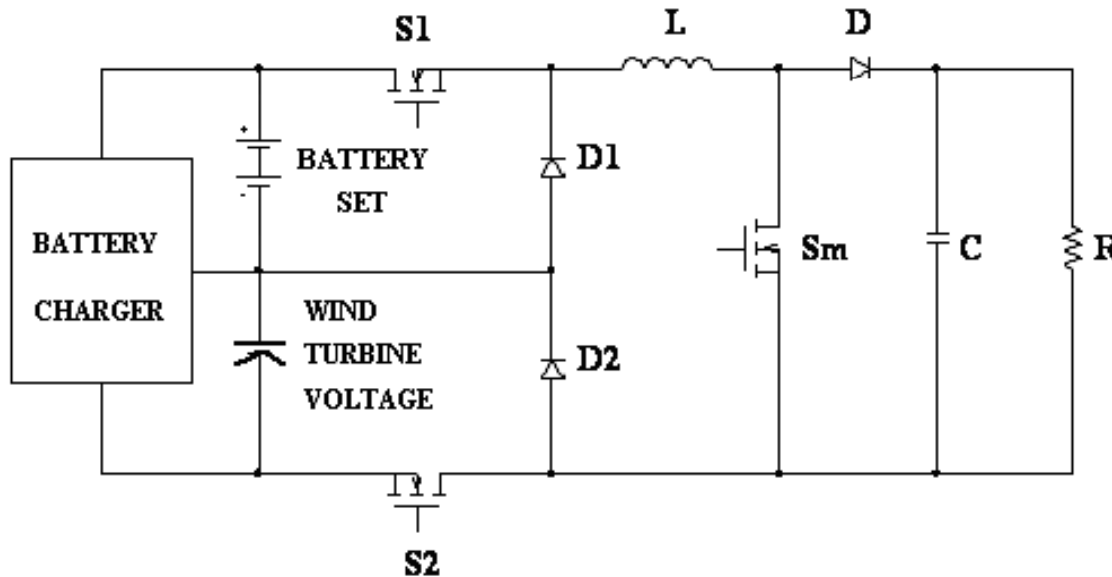 S1
L
D
+
BATTERY
SET
-
D1
BATTERY
CHARGER
Sm
C
R
WIND
TURBINE
VOLTAGE
D2
S2